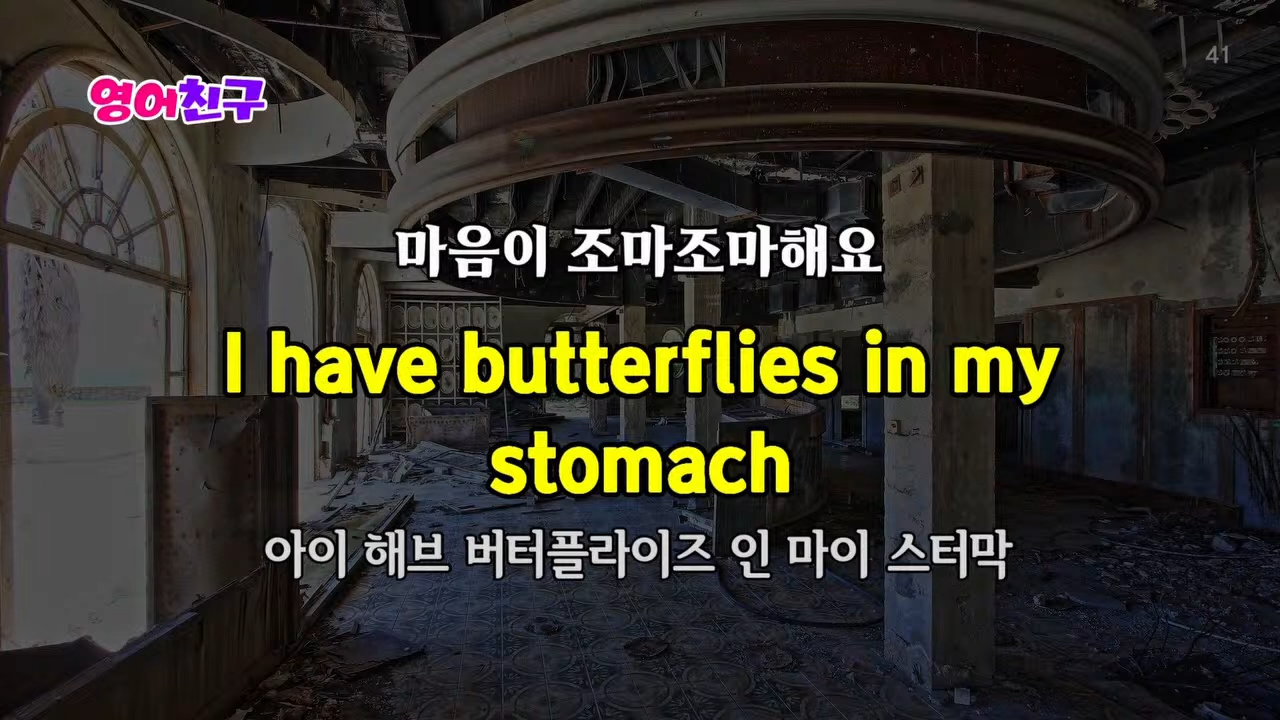 41
영어친구
마음이 조마조마해요
I have butterflies in my
stomach
아이 해브 버터플라이즈 인 마이 스터막